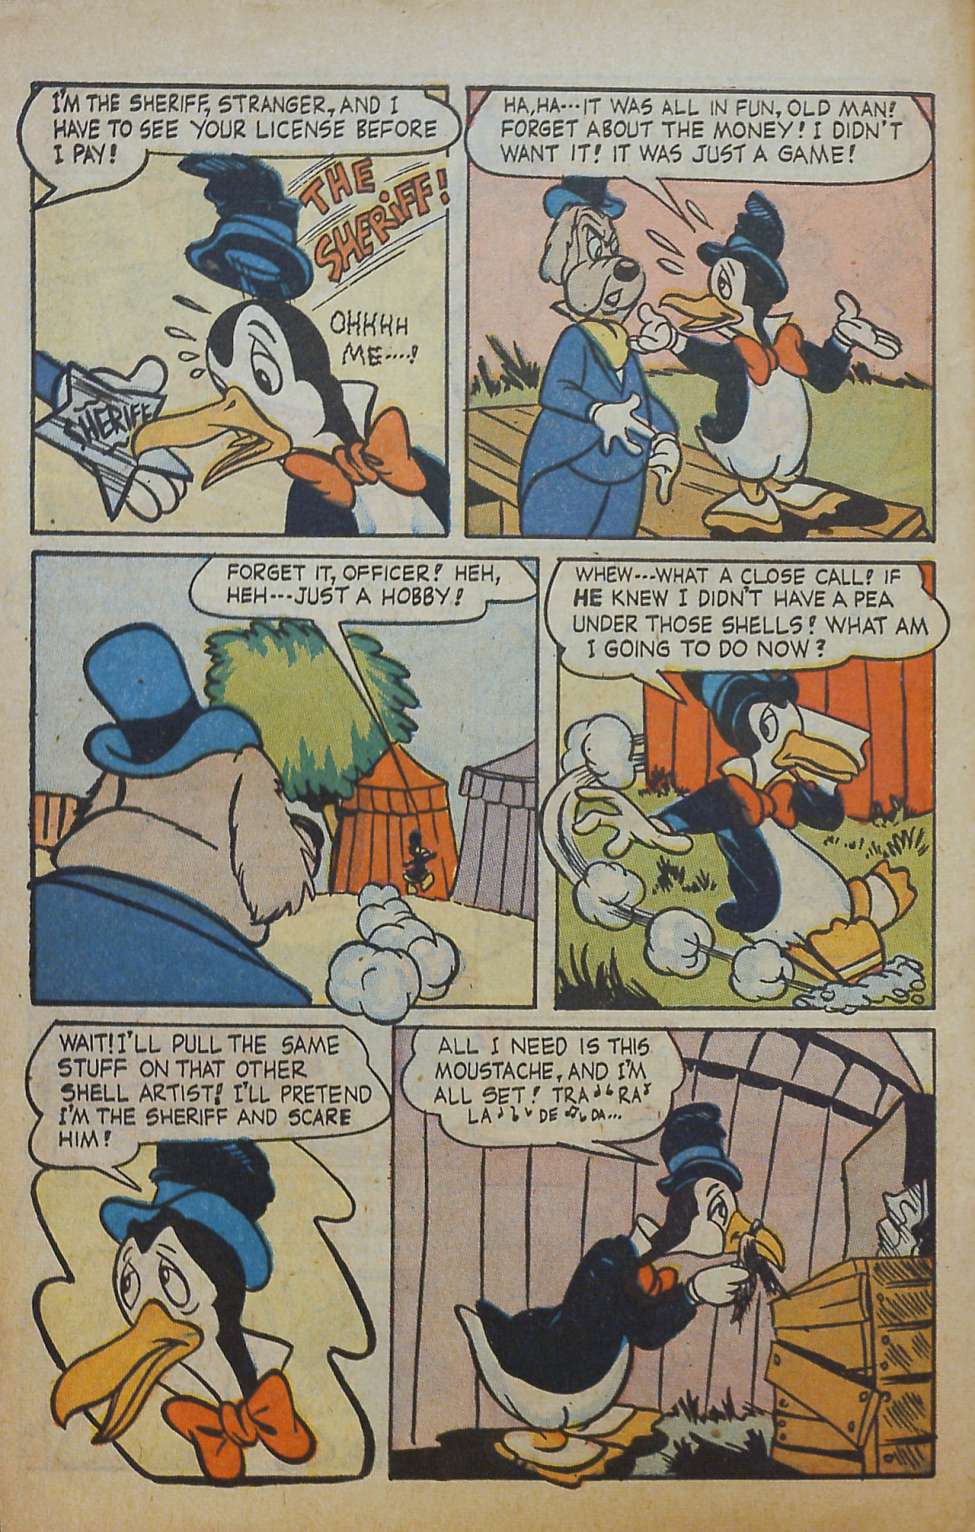 I'M THE SHERIFF, STRANGER, AND I
HAVE TO SEE YOUR LICENSE BEFORE
I PAY!
THE
SHERIFF!
OHHHH
ME----!
SHERIFF
HA, HA---IT WAS ALL IN FUN, OLD MAN!
FORGET ABOUT THE MONEY! I DIDN'T
WANT IT! IT WAS JUST A GAME!
FORGET IT, OFFICER! HEH,
HEH---JUST A HOBBY!
WHEW---WHAT A CLOSE CALL! IF
HE KNEW I DIDN'T HAVE A PEA
UNDER THOSE SHELLS! WHAT AM
I GOING TO DO NOW?
WAIT! I'LL PULL THE SAME
STUFF ON THAT OTHER
SHELL ARTIST! I'LL PRETEND
I'M THE SHERIFF AND SCARE
HIM!
ALL I NEED IS THIS
MOUSTACHE, AND I'M
ALL SET! TRA RA
LA DE DA...